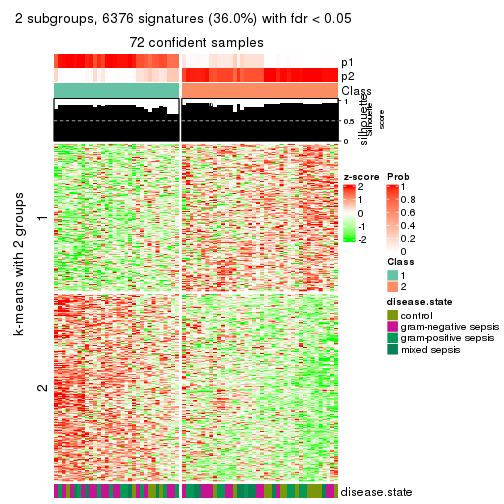 2 subgroups, 6376 signatures (36.0%) with fdr < 0.05
72 confident samples
p1
p2
Class
silhouette
Silhouette
score
1
0.5
0
k-means with 2 groups
1
2
z-score
2
1
0
-1
-2
Prob
1
0.8
0.6
0.4
0.2
0
Class
1
2
disease.state
control
gram-negative sepsis
gram-positive sepsis
mixed sepsis
disease.state